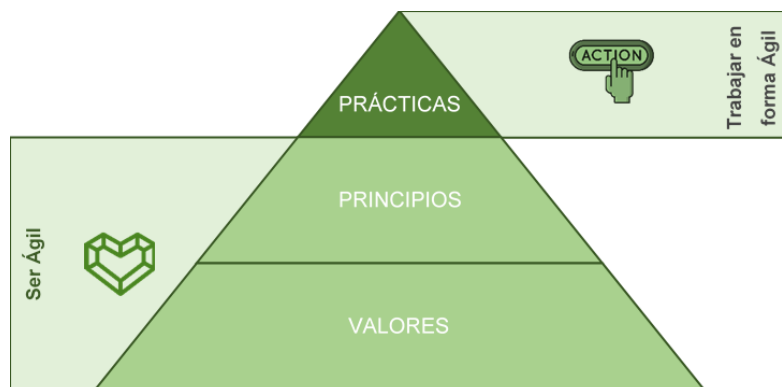 ACTION
Trabajar en
forma Ágil
PRÁCTICAS
PRINCIPIOS
Ser Ágil
VALORES